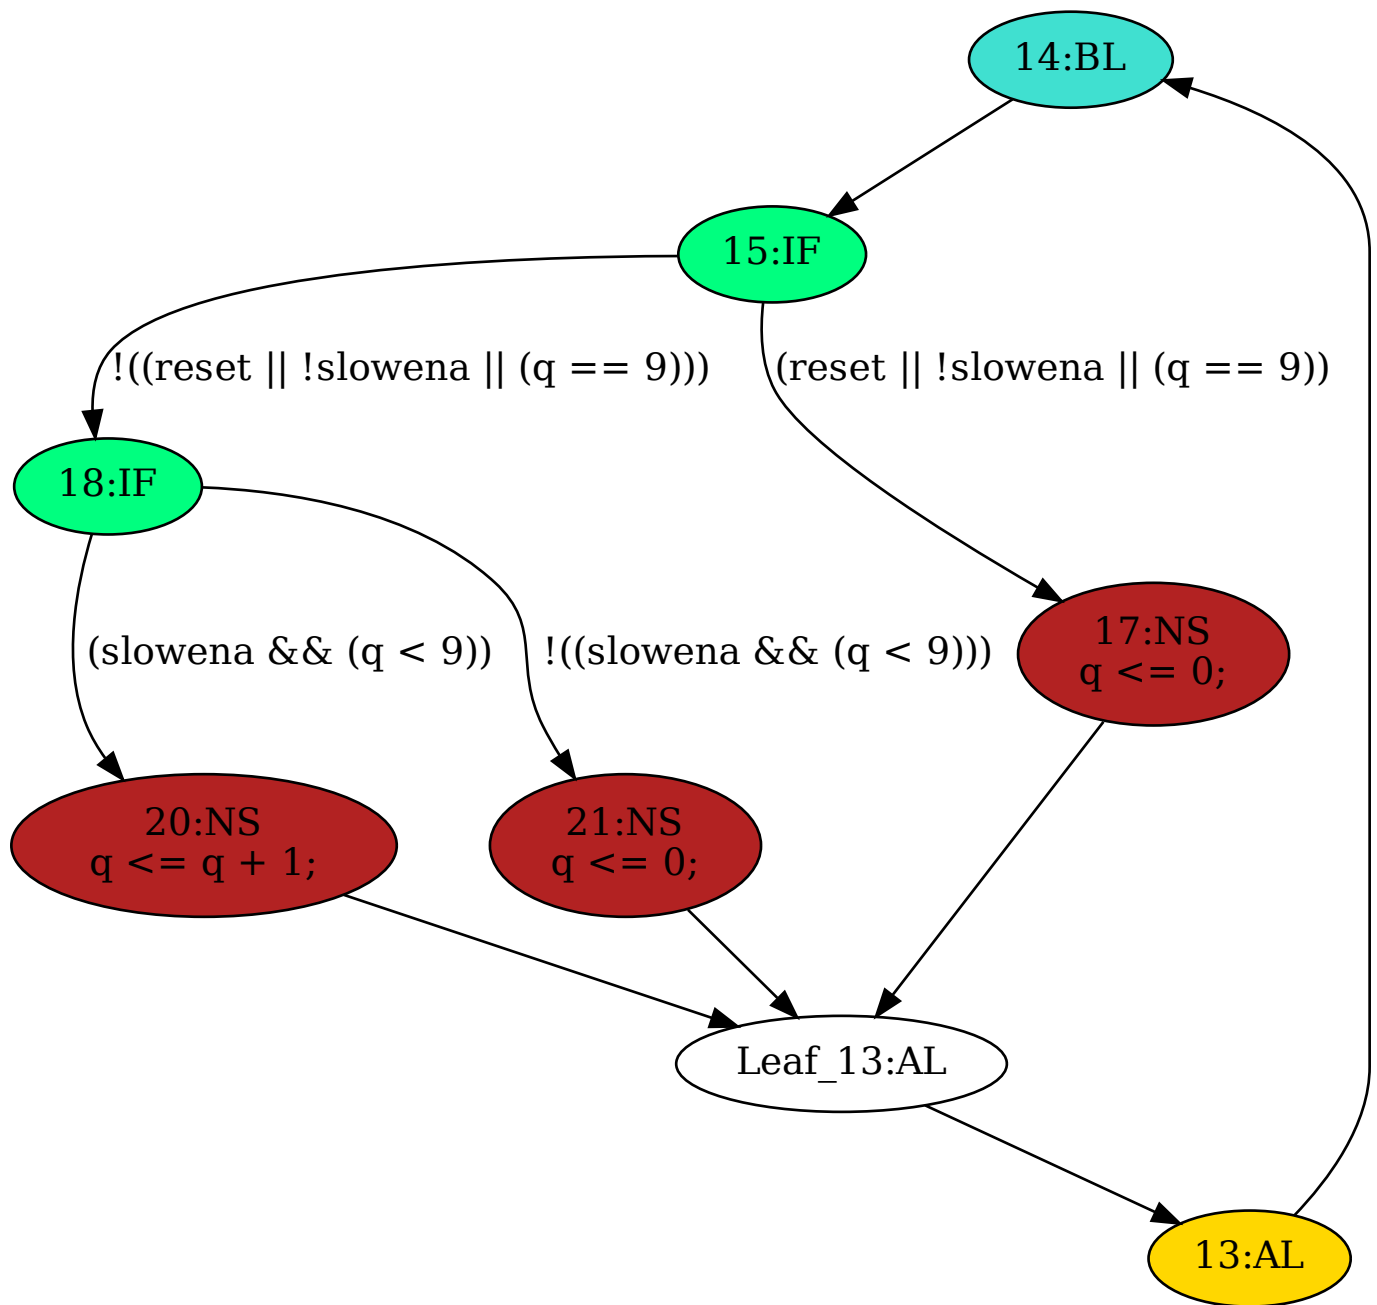 14:BL
15:IF
!((reset || !slowena || (q == 9)))
(reset || !slowena || (q == 9))
18:IF
(slowena && (q < 9))
!((slowena && (q < 9)))
17:NS
q <= 0;
20:NS
q <= q + 1;
21:NS
q <= 0;
Leaf_13:AL
13:AL